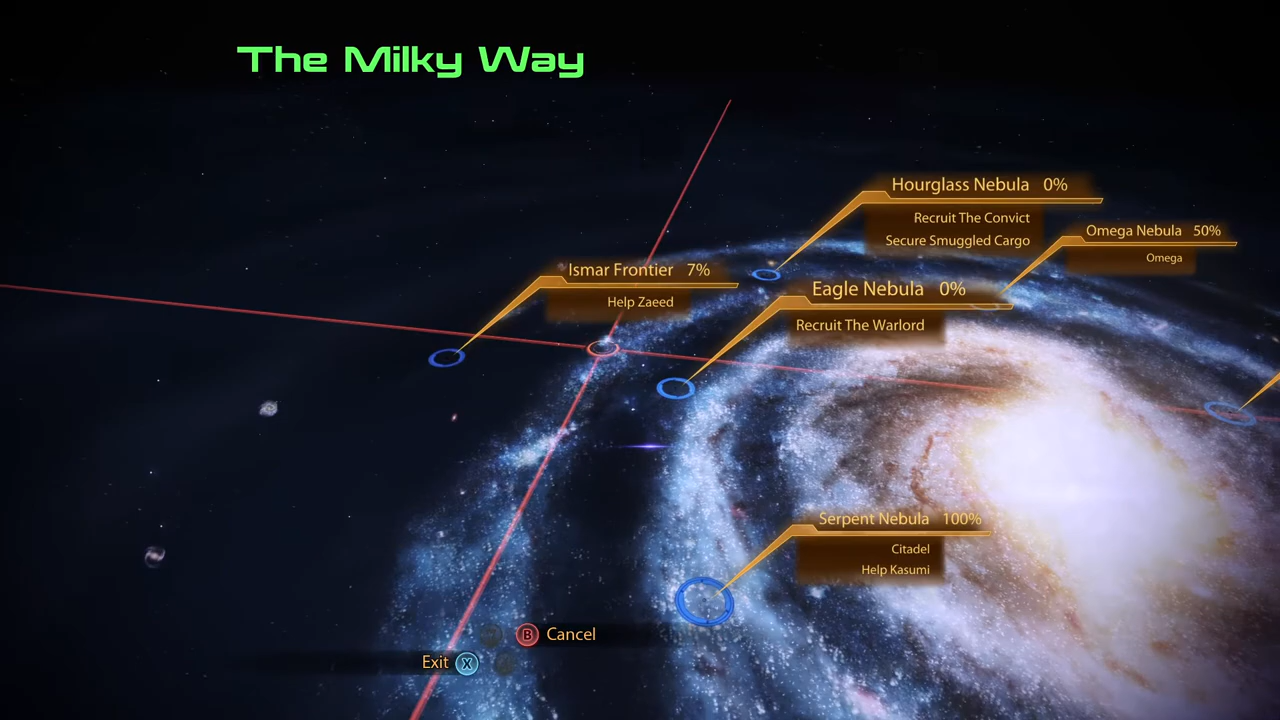 The Milky Way
Hourglass Nebula 0%
Recruit The Convict
Secure Smuggled Cargo
Omega Nebula 50%
Omega
Ismar Frontier 7%
Help Zaeed
Eagle Nebula 0%
Recruit The Warlord
Serpent Nebula 100%
Citadel
Help Kasumi
B Cancel
Exit X